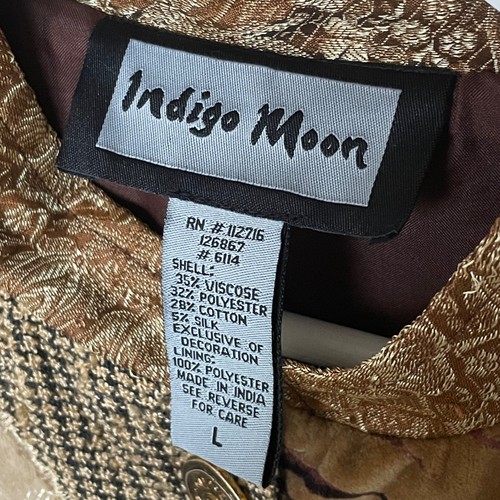 Indigo Moon
RN #112716
126867
#6114
SHELL:
35% VISCOSE
32% POLYESTER
28% COTTON
5% SILK
EXCLUSIVE OF
DECORATION
LINING:
100% POLYESTER
MADE IN INDIA
SEE REVERSE
FOR CARE
L